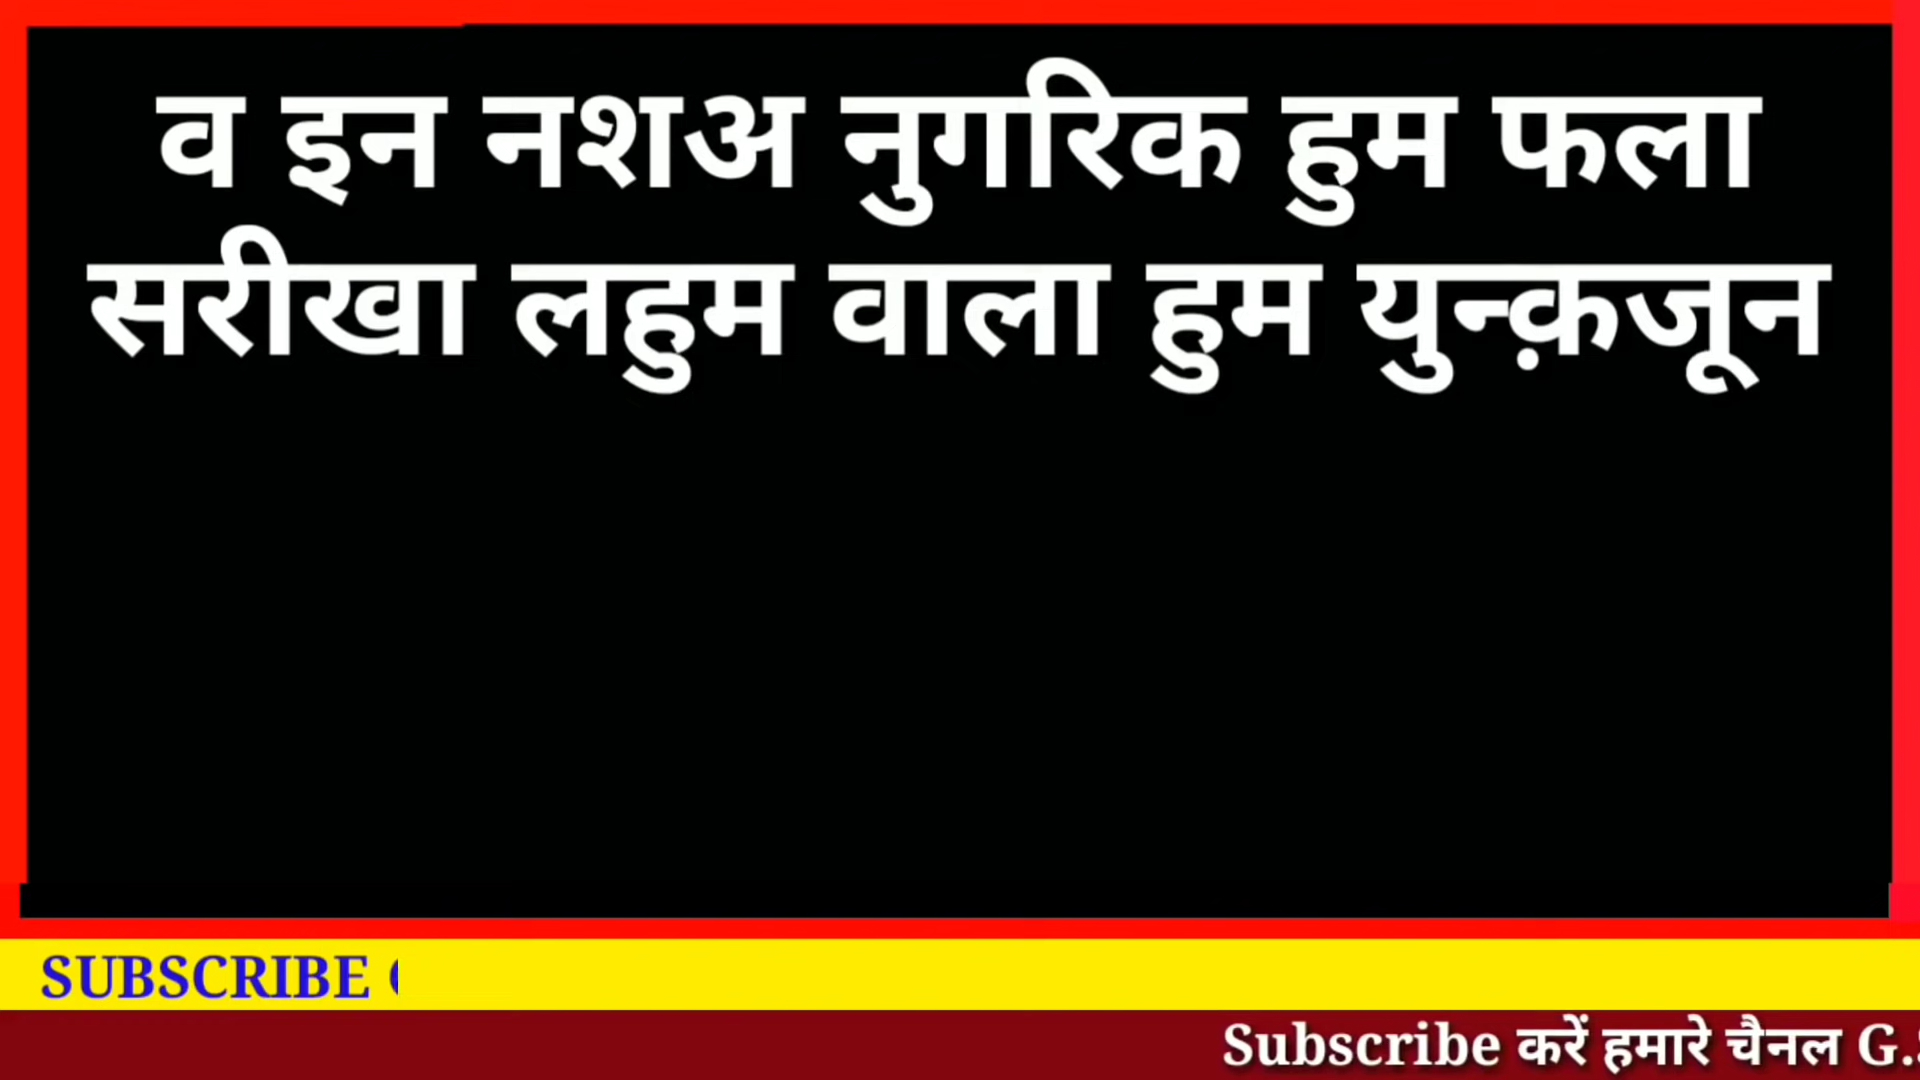 व इन नशअ नुगरिक हुम फला
सरीखा लहुम वाला हुम युन्क़जून
SUBSCRIBE
Subscribe करें हमारे चैनल G.